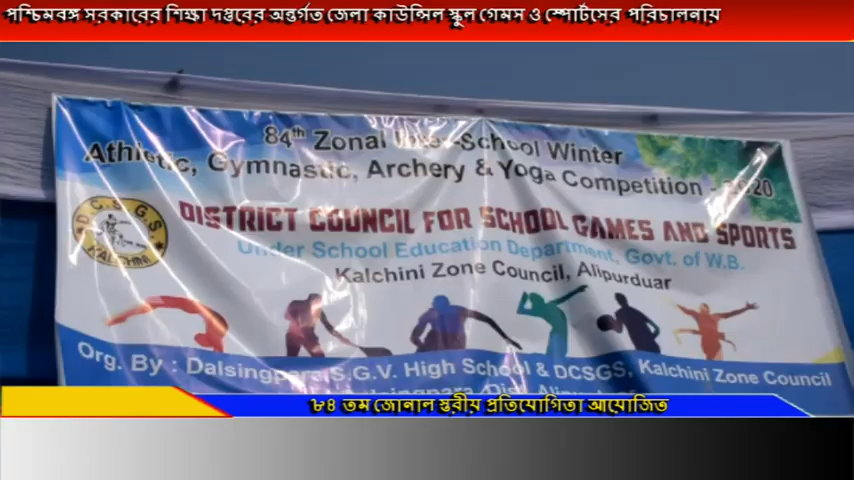 পশ্চিমবঙ্গ সরকারের শিক্ষা দপ্তরের অন্তর্গত জেলা কাউন্সিল স্কুল গেমস ও স্পোর্টসের পরিচালনায়
84th Zonal -School Winter
Athletic, Gymnastic, Archery & Yoga Competition - 2020
D.C.S.G.S
KALCHINI
DISTRICT COUNCIL FOR SCHOOL GAMES AND SPORTS
Under School Education Department, Govt. of W.B.
Kalchini Zone Council, Alipurduar
Org. By : Dalsingpara S.G.V. High School & DCSGS, Kalchini Zone Council
৮৪ তম জোনাল স্তরীয় প্রতিযোগিতা আয়োজিত